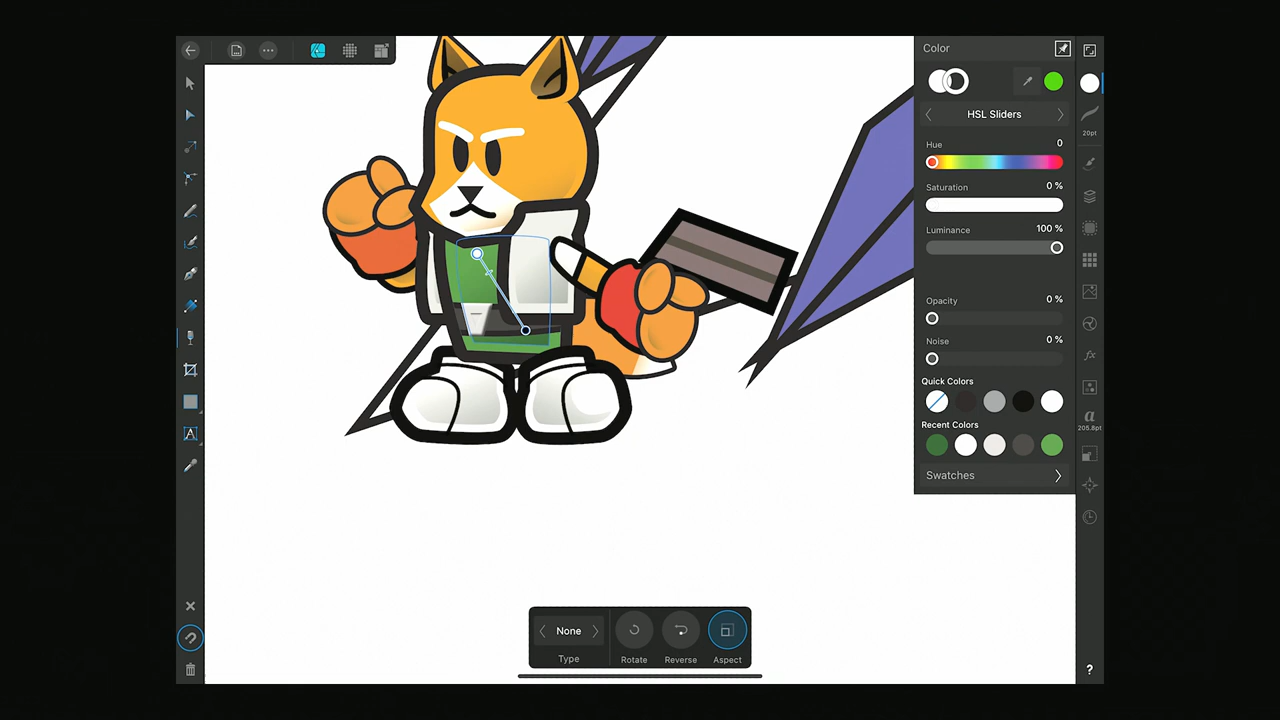 Color
HSL Sliders
Hue 0
20pt
Saturation 0 %
Luminance 100 %
Opacity 0 %
Noise 0 %
fx
Quick Colors
a
Recent Colors
205.8pt
Swatches
A
None
Type
Rotate
Reverse
Aspect
?